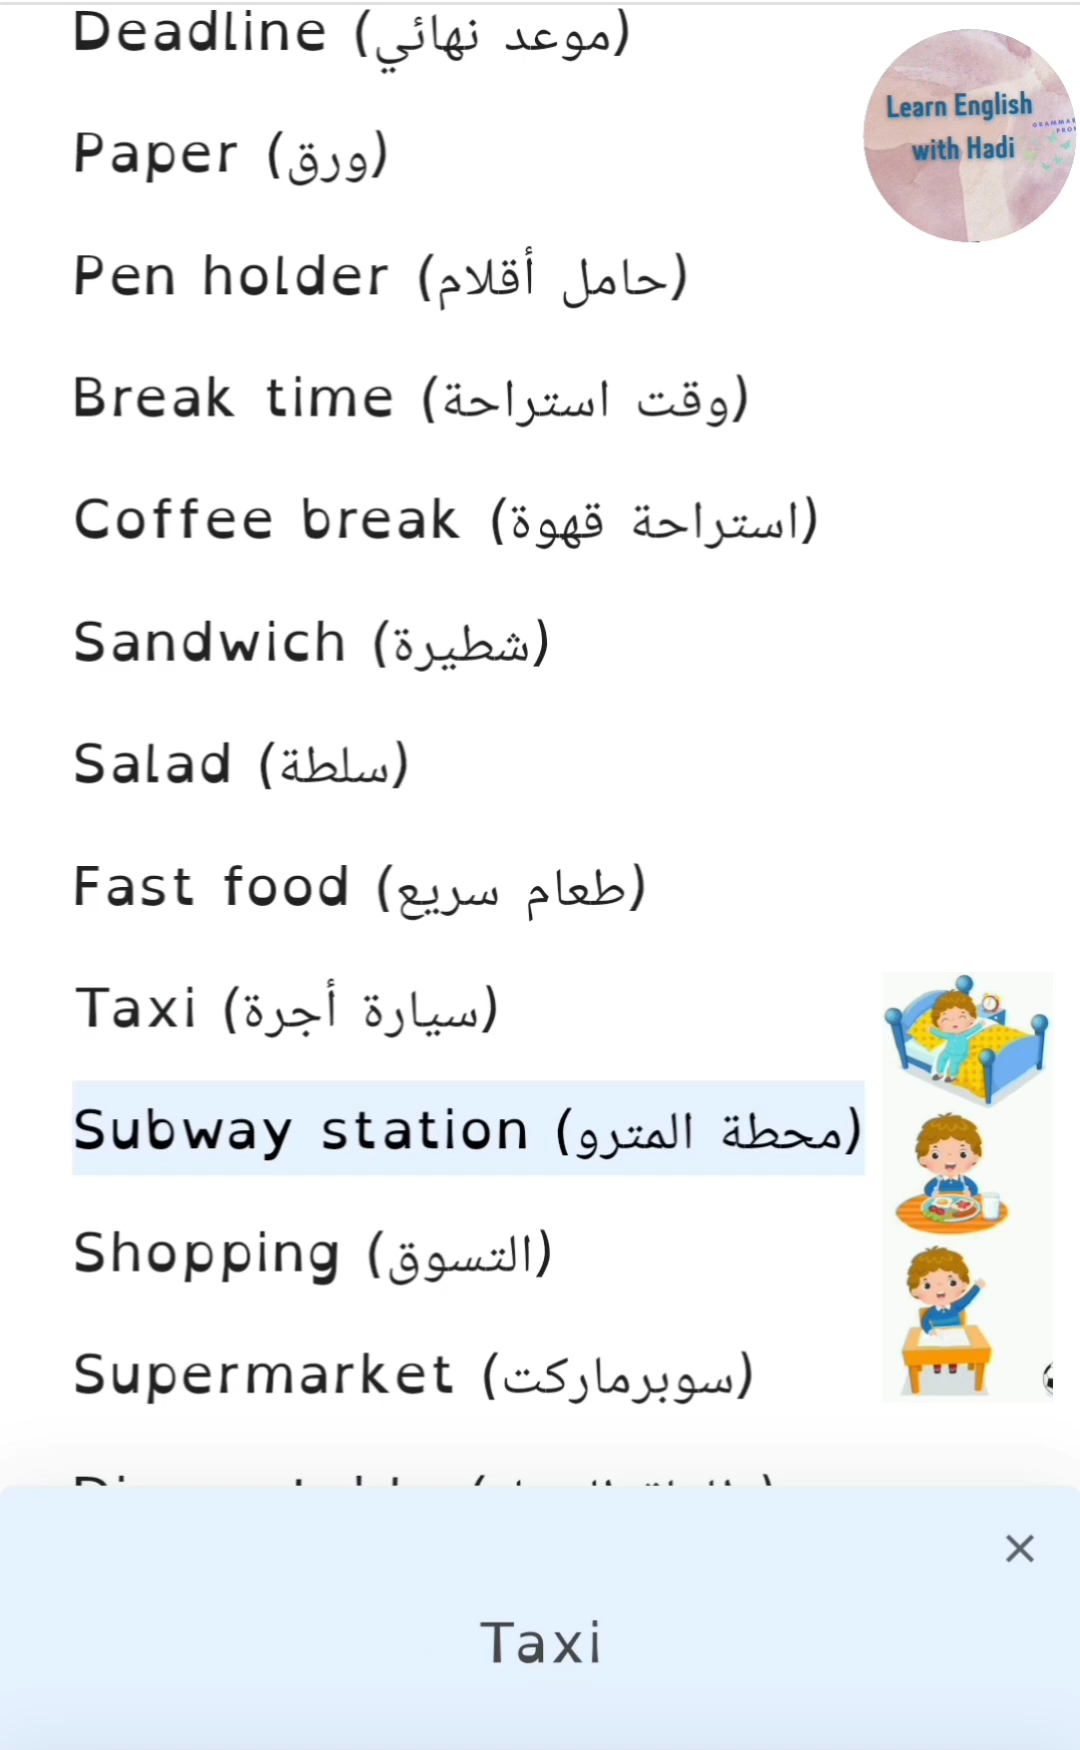 Deadline (موعد نهائي)
Learn English
with Hadi
Paper (ورق)
Pen holder (حامل أقلام)
Break time (وقت استراحة)
Coffee break (استراحة قهوة)
Sandwich (شطيرة)
Salad (سلطة)
Fast food (طعام سريع)
Taxi (سيارة أجرة)
Subway station (محطة المترو)
Shopping (التسوق)
Supermarket (سوبرماركت)
Taxi